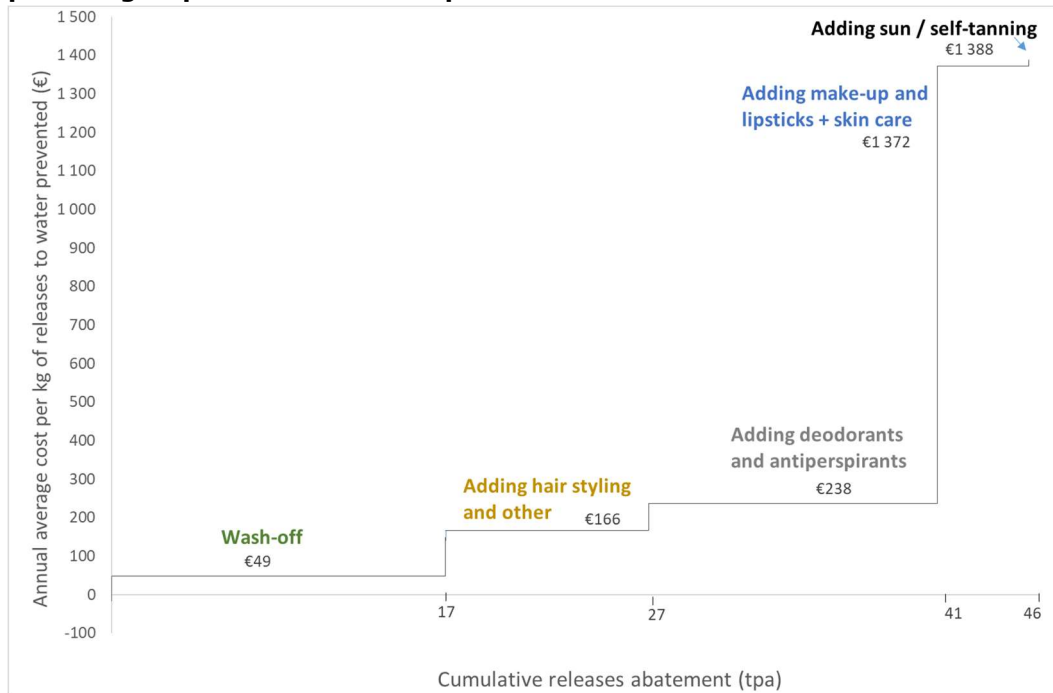 1 500
1 400
1 300
1 200
1 100
1 000
900
800
700
600
500
400
300
200
100
0
-100
Annual average cost per kg of releases to water prevented (€)
Adding sun / self-tanning
€1 388
Adding make-up and
lipsticks + skin care
€1 372
Adding deodorants
and antiperspirants
€238
Adding hair styling
and other
€166
Wash-off
€49
17
27
41
46
Cumulative releases abatement (tpa)